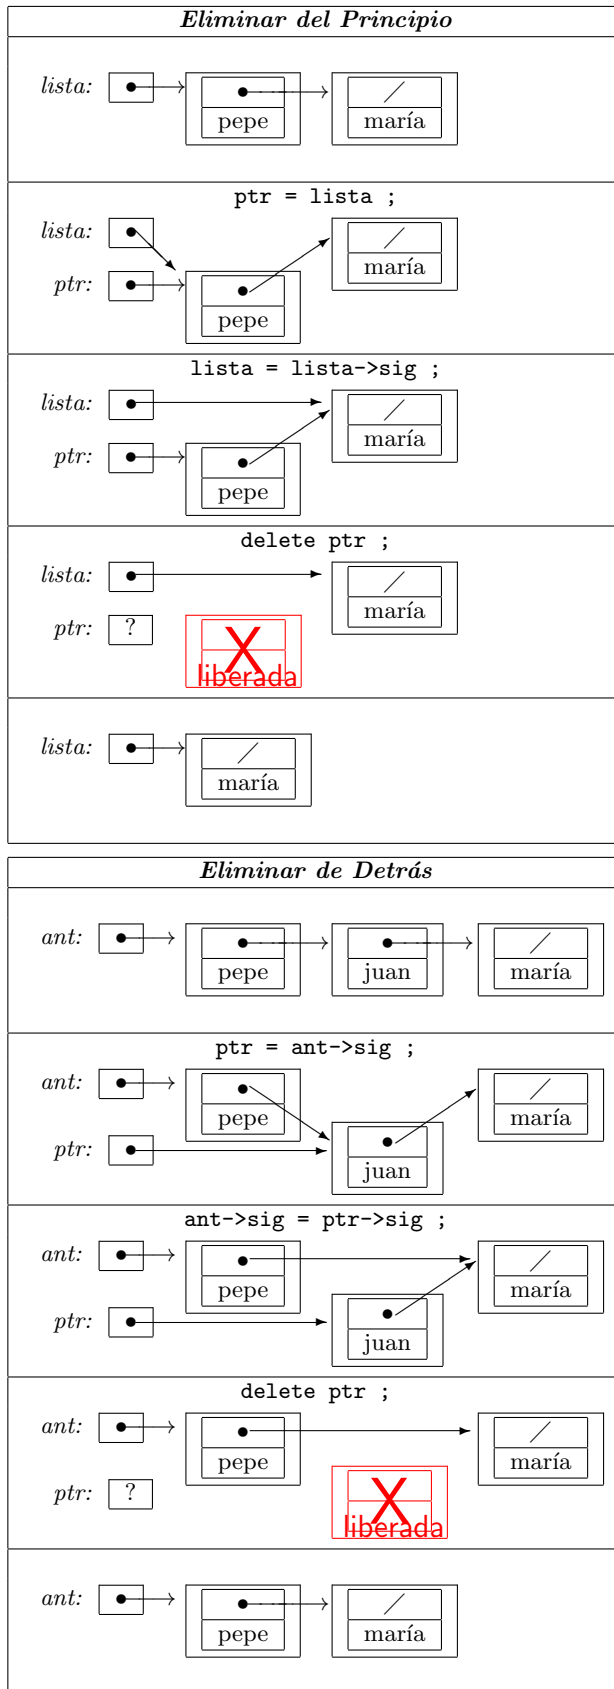 Eliminar del Principio
lista:
pepe
maría
ptr = lista ;
lista:
maría
ptr:
pepe
lista = lista->sig ;
lista:
maría
ptr:
pepe
delete ptr ;
lista:
maría
ptr: ?
X
liberada
lista:
maría
Eliminar de Detrás
ant:
pepe juan maría
ptr = ant->sig ;
ant:
pepe maría
ptr:
juan
ant->sig = ptr->sig ;
ant:
pepe maría
ptr:
juan
delete ptr ;
ant:
pepe maría
ptr: ?
X
liberada
ant:
pepe maría